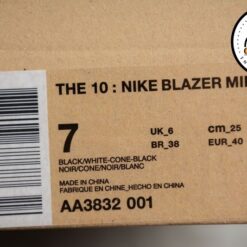 THE 10 : NIKE BLAZER MI
7 UK_6 cm_25
BR_38 EUR_40
BLACK/WHITE-CONE-BLACK
NOIR/CONE/NOIR/BLANC
MADE IN CHINA
FABRIQUE EN CHINE_HECHO EN CHINA
AA3832 001